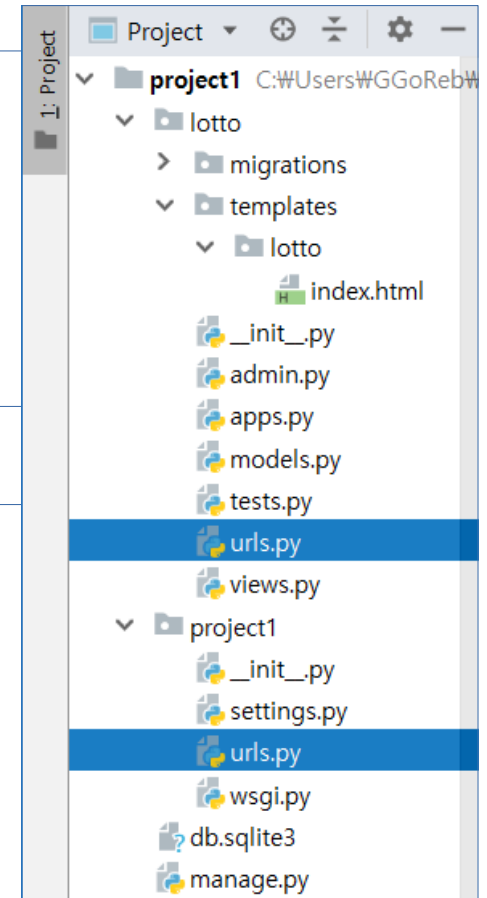 1: Project
Project
project1 C:₩Users₩GGoReb₩
lotto
migrations
templates
lotto
index.html
__init__.py
admin.py
apps.py
models.py
tests.py
urls.py
views.py
project1
__init__.py
settings.py
urls.py
wsgi.py
db.sqlite3
manage.py